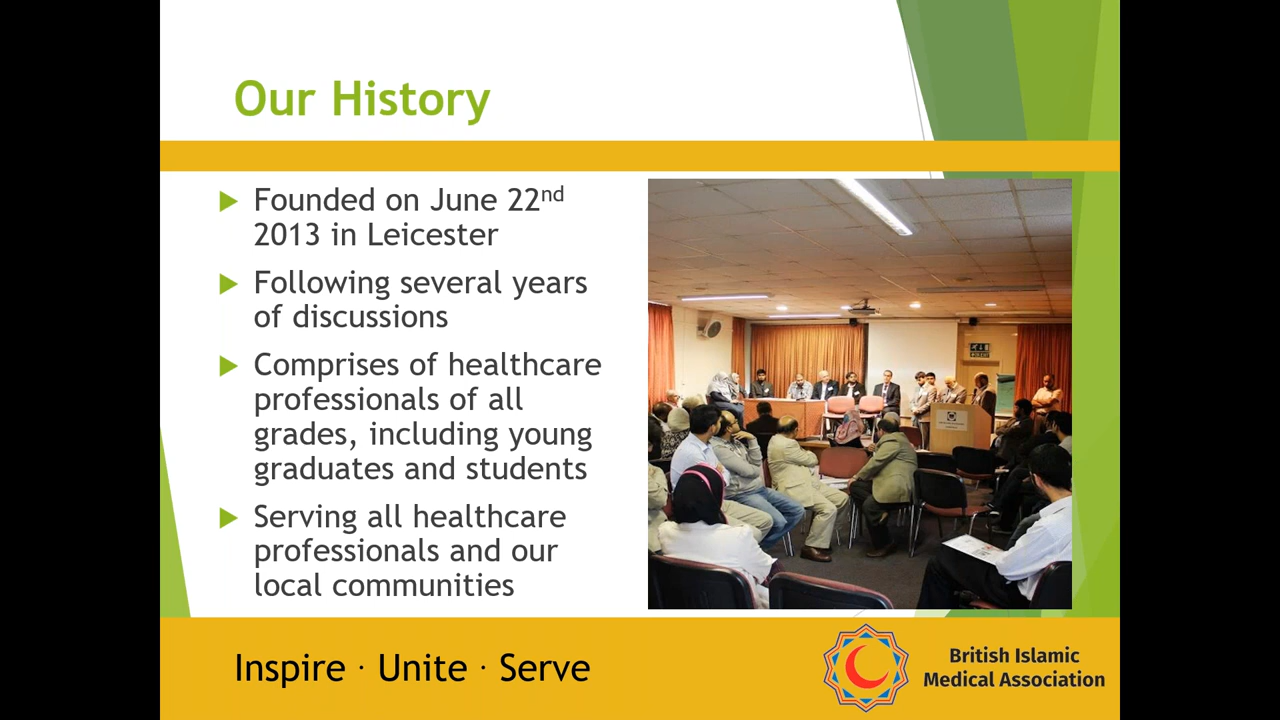 Our History
Founded on June 22nd
2013 in Leicester
Following several years
of discussions
Comprises of healthcare
professionals of all
grades, including young
graduates and students
Serving all healthcare
professionals and our
local communities
Inspire · Unite · Serve
British Islamic
Medical Association